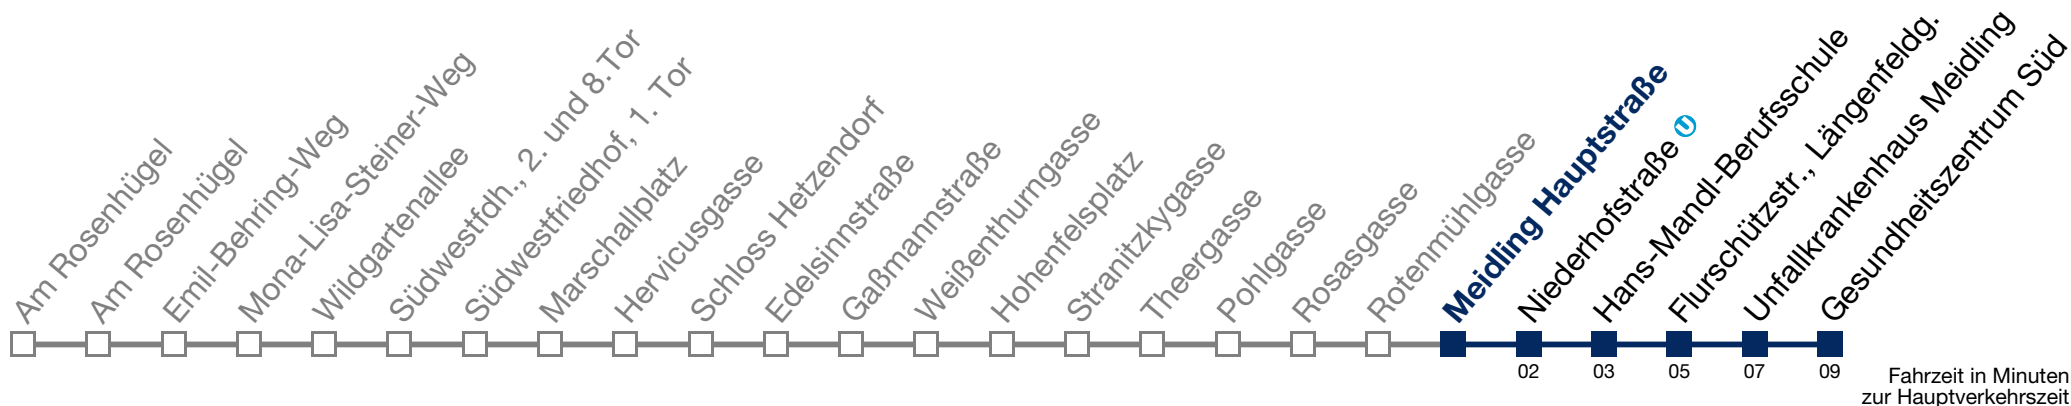 Am Rosenhügel
Am Rosenhügel
Emil-Behring-Weg
Mona-Lisa-Steiner-Weg
Wildgartenallee
Südwestfdh., 2. und 8.Tor
Südwestfriedhof, 1. Tor
Marschallplatz
Hervicusgasse
Schloss Hetzendorf
Edelsinnstraße
Gaßmannstraße
Weißenthurngasse
Hohenfelsplatz
Stranitzkygasse
Theergasse
Pohlgasse
Rosasgasse
Rotenmühlgasse
Meidling Hauptstraße
Niederhofstraße U
Hans-Mandl-Berufsschule
Flurschützstr., Längenfeldg.
Unfallkrankenhaus Meidling
Gesundheitszentrum Süd
02 03 05 07 09
Fahrzeit in Minuten
zur Hauptverkehrszeit